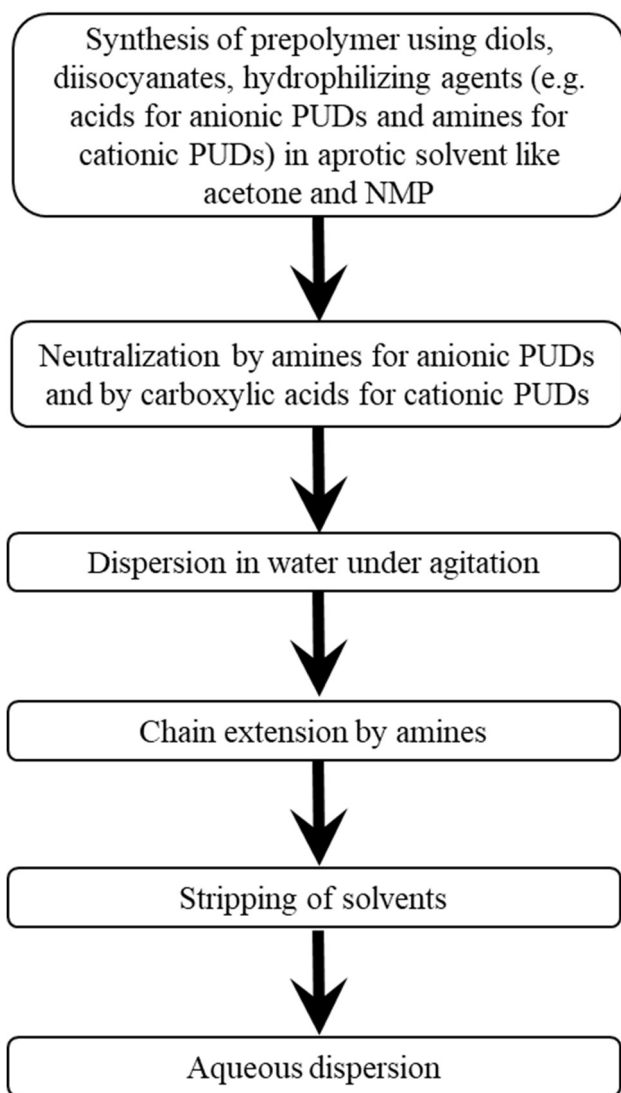 Synthesis of prepolymer using diols,
diisocyanates, hydrophilizing agents (e.g.
acids for anionic PUDs and amines for
cationic PUDs) in aprotic solvent like
acetone and NMP
Neutralization by amines for anionic PUDs
and by carboxylic acids for cationic PUDs
Dispersion in water under agitation
Chain extension by amines
Stripping of solvents
Aqueous dispersion